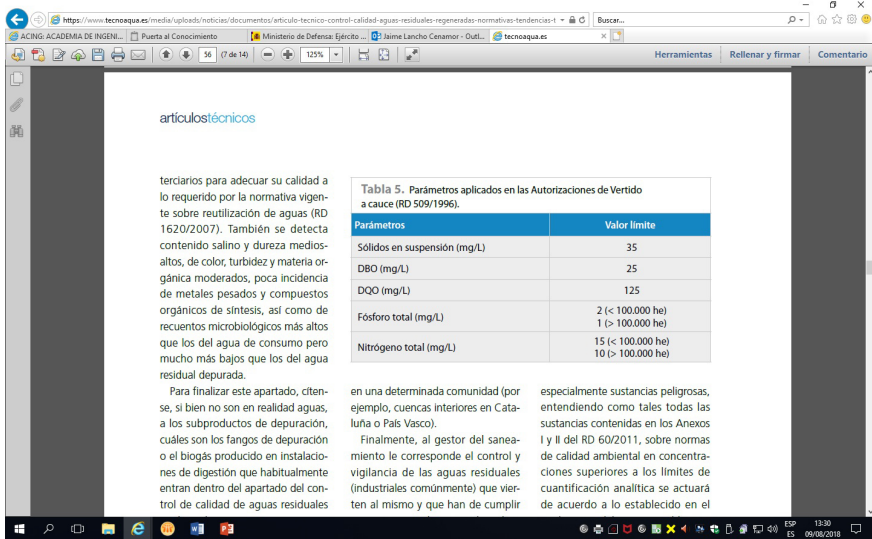 https://www.tecnoaqua.es/media/uploads/noticias/documentos/articulo-tecnico-control-calidad-aguas-residuales-regeneradas-normativas-tendencias-t
Buscar...
ACING: ACADEMIA DE INGENI...
Puerta al Conocimiento
Ministerio de Defensa: Ejército ...
Jaime Lancho Cenamor - Outl...
tecnoaqua.es
56 (7 de 14)
125%
Herramientas
Rellenar y firmar
Comentario
artículostécnicos
terciarios para adecuar su calidad a
lo requerido por la normativa vigen-
te sobre reutilización de aguas (RD
1620/2007). También se detecta
contenido salino y dureza medios-
altos, de color, turbidez y materia or-
gánica moderados, poca incidencia
de metales pesados y compuestos
orgánicos de síntesis, así como de
recuentos microbiológicos más altos
que los del agua de consumo pero
mucho más bajos que los del agua
residual depurada.
Para finalizar este apartado, cíten-
se, si bien no son en realidad aguas,
a los subproductos de depuración,
cuáles son los fangos de depuración
o el biogás producido en instalacio-
nes de digestión que habitualmente
entran dentro del apartado del con-
trol de calidad de aguas residuales
Tabla 5. Parámetros aplicados en las Autorizaciones de Vertido
a cauce (RD 509/1996).
Parámetros Valor límite
Sólidos en suspensión (mg/L) 35
DBO (mg/L) 25
DQO (mg/L) 125
Fósforo total (mg/L) 2 (< 100.000 he)
1 (> 100.000 he)
Nitrógeno total (mg/L) 15 (< 100.000 he)
10 (> 100.000 he)
en una determinada comunidad (por
ejemplo, cuencas interiores en Cata-
luña o País Vasco).
Finalmente, al gestor del sanea-
miento le corresponde el control y
vigilancia de las aguas residuales
(industriales comúnmente) que vier-
ten al mismo y que han de cumplir
especialmente sustancias peligrosas,
entendiendo como tales todas las
sustancias contenidas en los Anexos
I y II del RD 60/2011, sobre normas
de calidad ambiental en concentra-
ciones superiores a los límites de
cuantificación analítica se actuará
de acuerdo a lo establecido en el
ESP
ES
13:30
09/08/2018